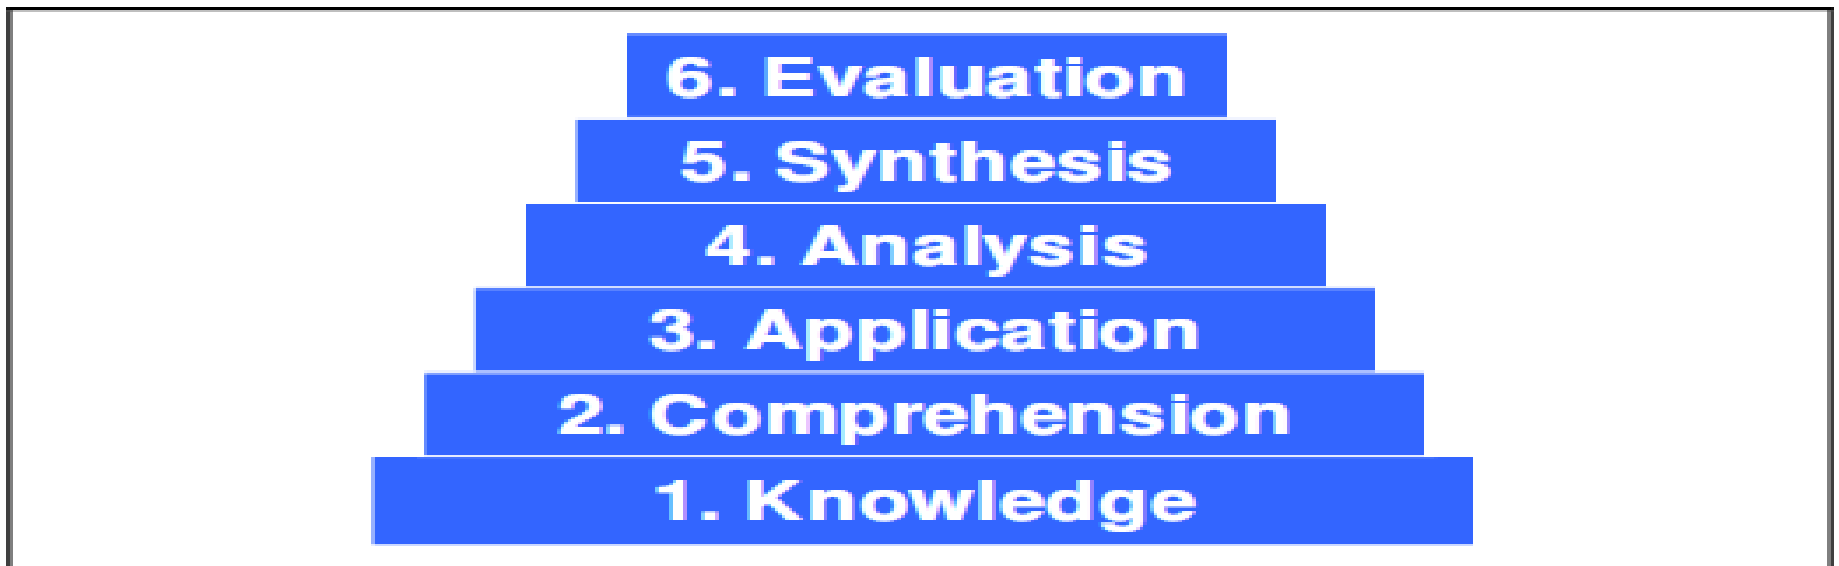 6. Evaluation
5. Synthesis
4. Analysis
3. Application
2. Comprehension
1. Knowledge